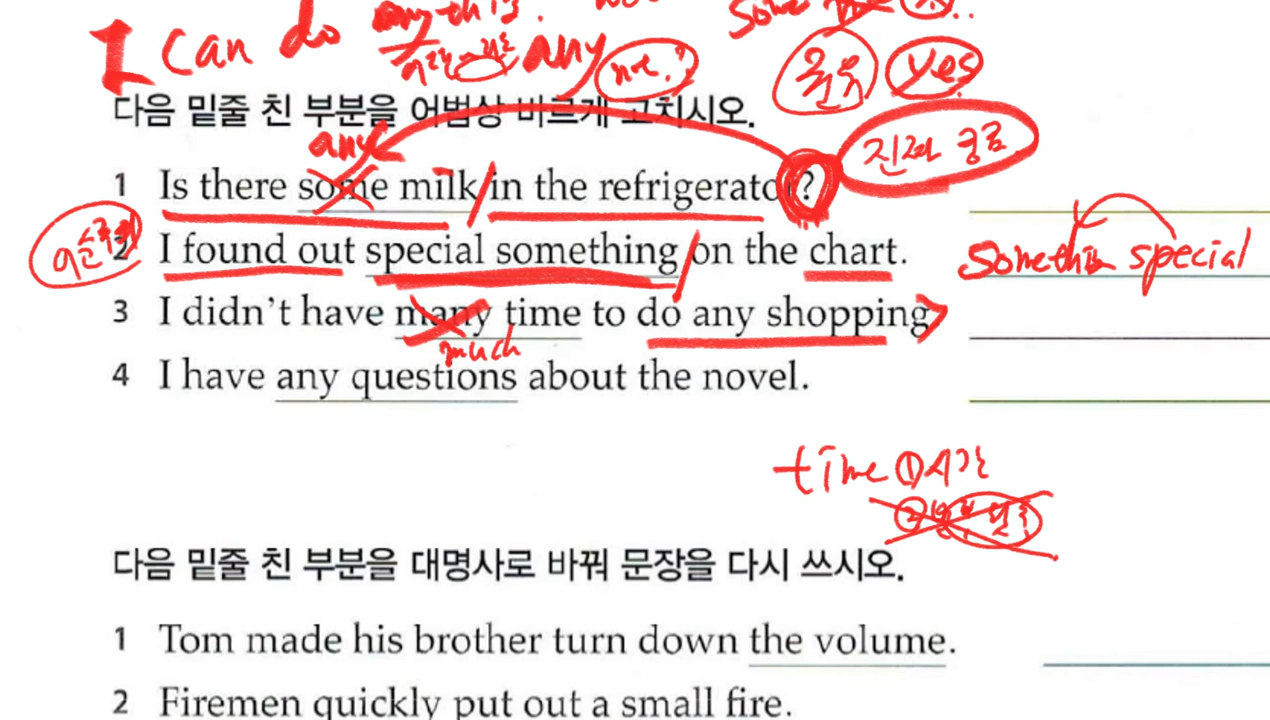 I can do any
any
yes
다음 밑줄 친 부분을 어법상 바르게 고치시오.
any
진짜 궁금
1 Is there some milk in the refrigerator?
어순주의
2 I found out special something on the chart. something special
3 I didn't have many time to do any shopping
much
4 I have any questions about the novel.
time ①시간
다음 밑줄 친 부분을 대명사로 바꿔 문장을 다시 쓰시오.
1 Tom made his brother turn down the volume.
2 Firemen quickly put out a small fire.